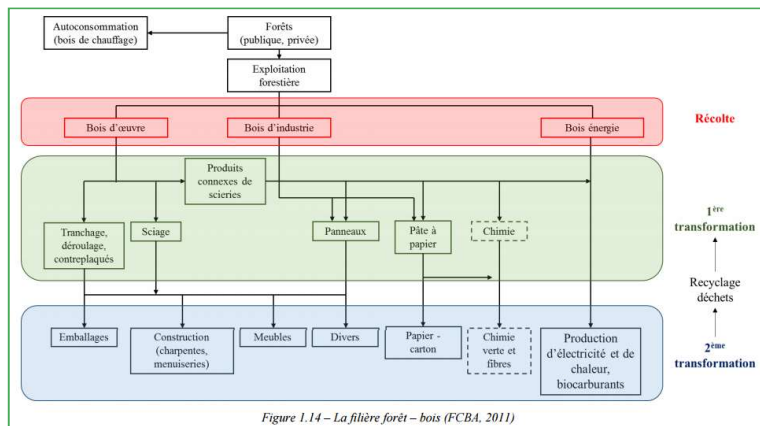 Autoconsommation
(bois de chauffage)
Forêts
(publique, privée)
Exploitation
forestière
Récolte
Bois d'œuvre
Bois d'industrie
Bois énergie
Produits
connexes de
scieries
1ère
transformation
Tranchage,
déroulage,
contreplaqués
Sciage
Panneaux
Pâte à
papier
Chimie
Recyclage
déchets
Emballages
Construction
(charpentes,
menuiseries)
Meubles
Divers
Papier -
carton
Chimie
verte et
fibres
Production
d'électricité et de
chaleur,
biocarburants
2ème
transformation
Figure 1.14 – La filière forêt – bois (FCBA, 2011)